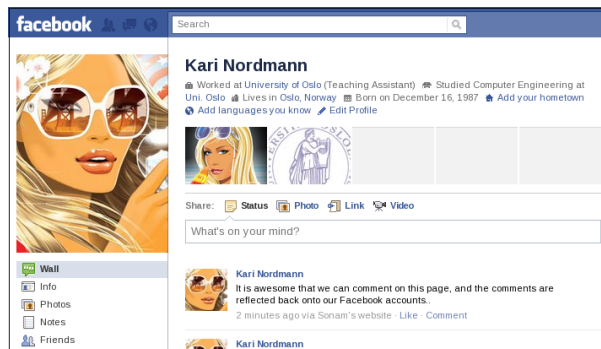 facebook
Search
Kari Nordmann
Worked at University of Oslo (Teaching Assistant) Studied Computer Engineering at
Uni. Oslo Lives in Oslo, Norway Born on December 16, 1987 Add your hometown
Add languages you know Edit Profile
Share: Status Photo Link Video
What's on your mind?
Wall
Info
Photos
Notes
Friends
Kari Nordmann
It is awesome that we can comment on this page, and the comments are
reflected back onto our Facebook accounts..
2 minutes ago via Sonam's website · Like · Comment
Kari Nordmann